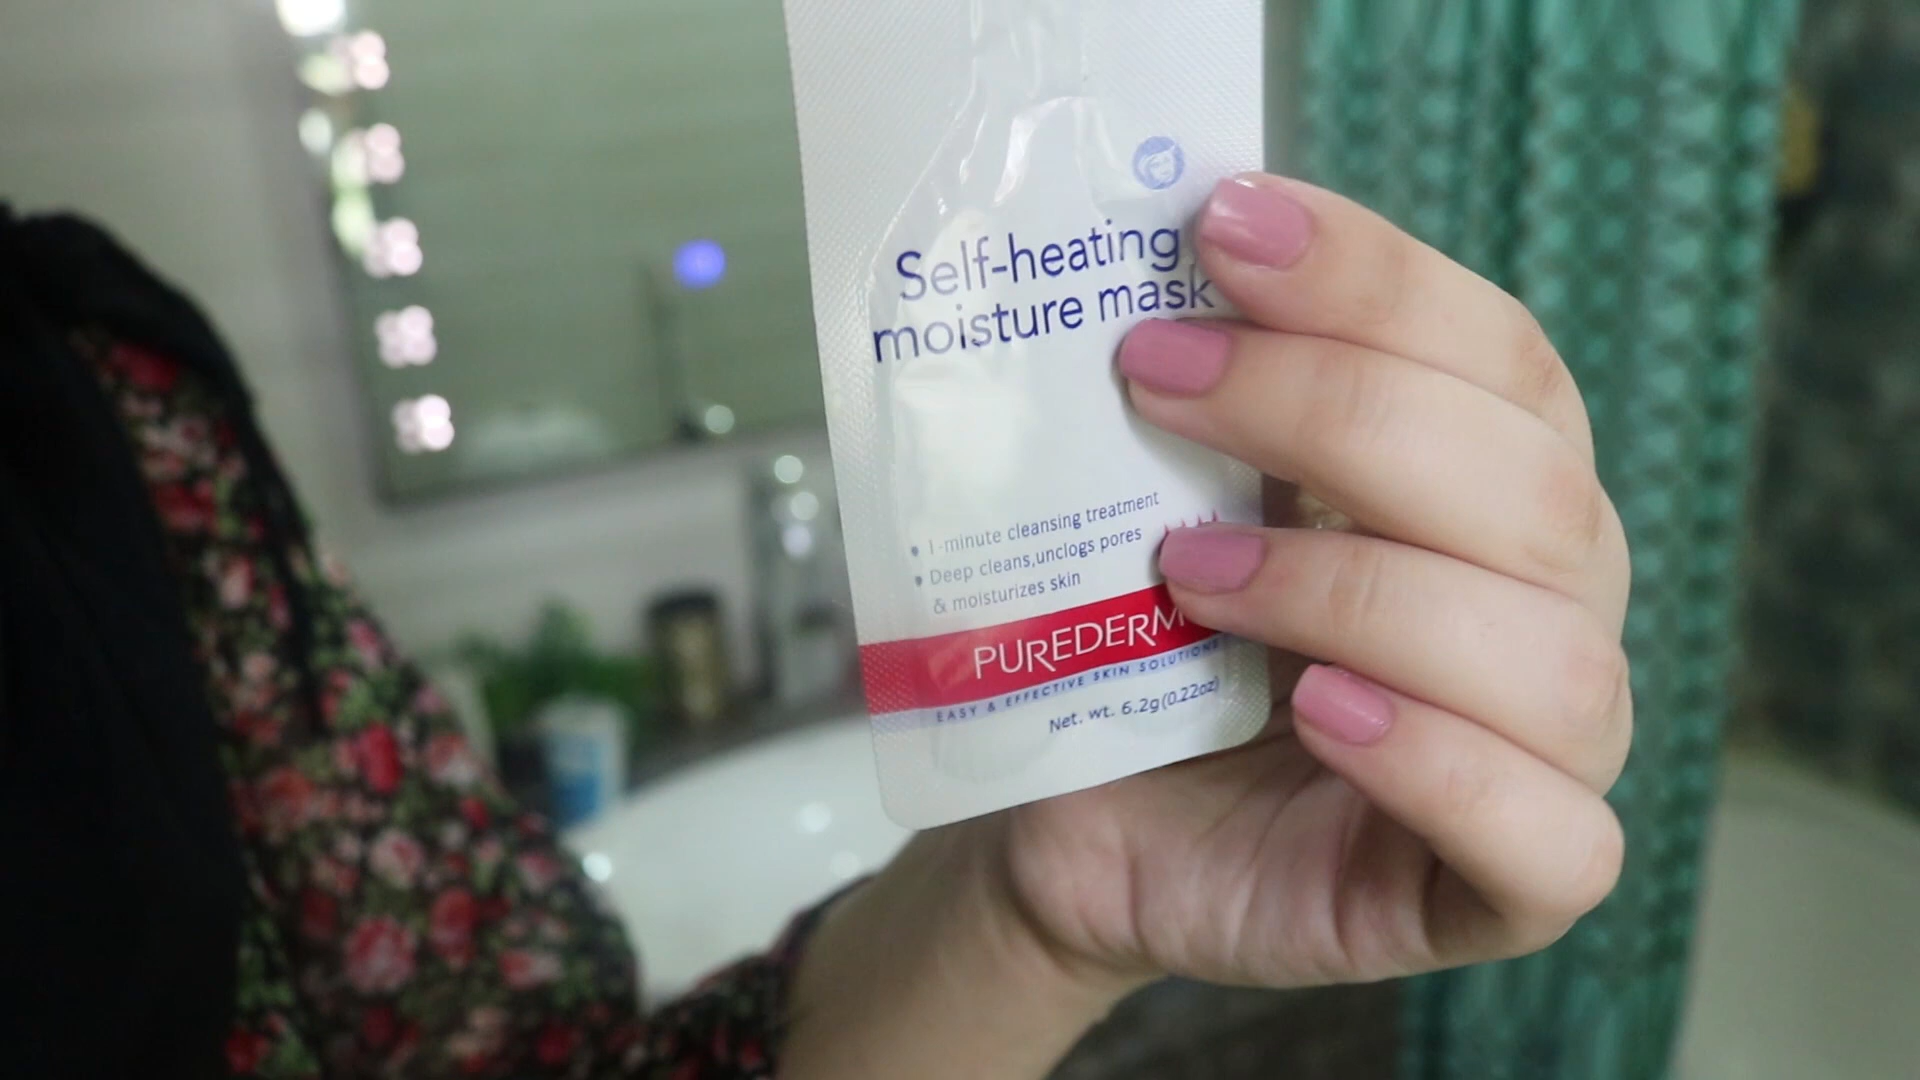 Self-heating
moisture mask
• 1-minute cleansing treatment
• Deep cleans,unclogs pores
& moisturizes skin
PUREDERM
EASY & EFFECTIVE SKIN SOLUTIONS
Net. wt. 6.2g(0.22oz)